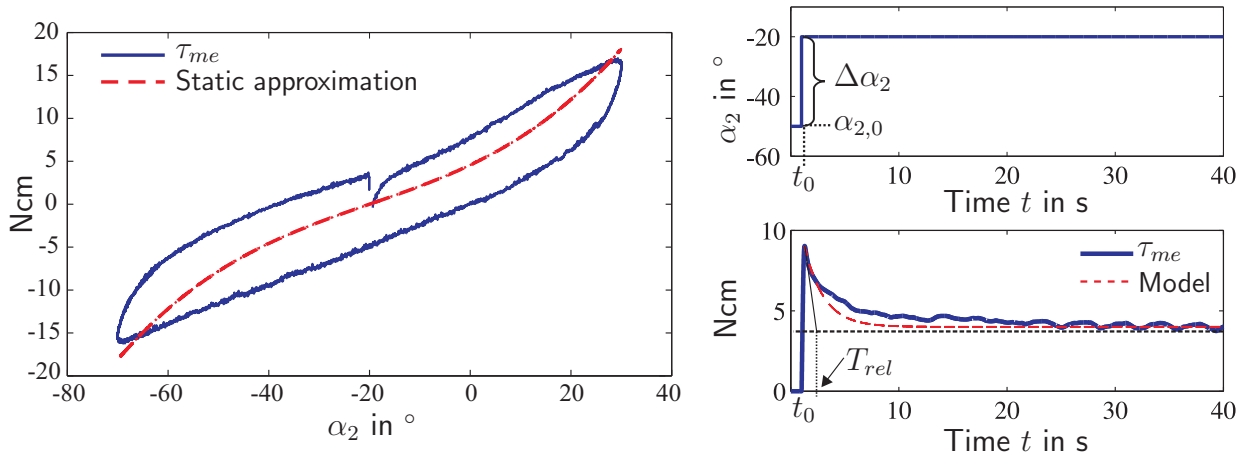 20
15
10
5
0
-5
-10
-15
-20
Ncm
τme
Static approximation
-80 -60 -40 -20 0 20 40
α2 in °
-20
-40
-60
α2 in °
Δα2
α2,0
t0 10 20 30 40
Time t in s
10
5
0
Ncm
τme
Model
Trel
t0 10 20 30 40
Time t in s